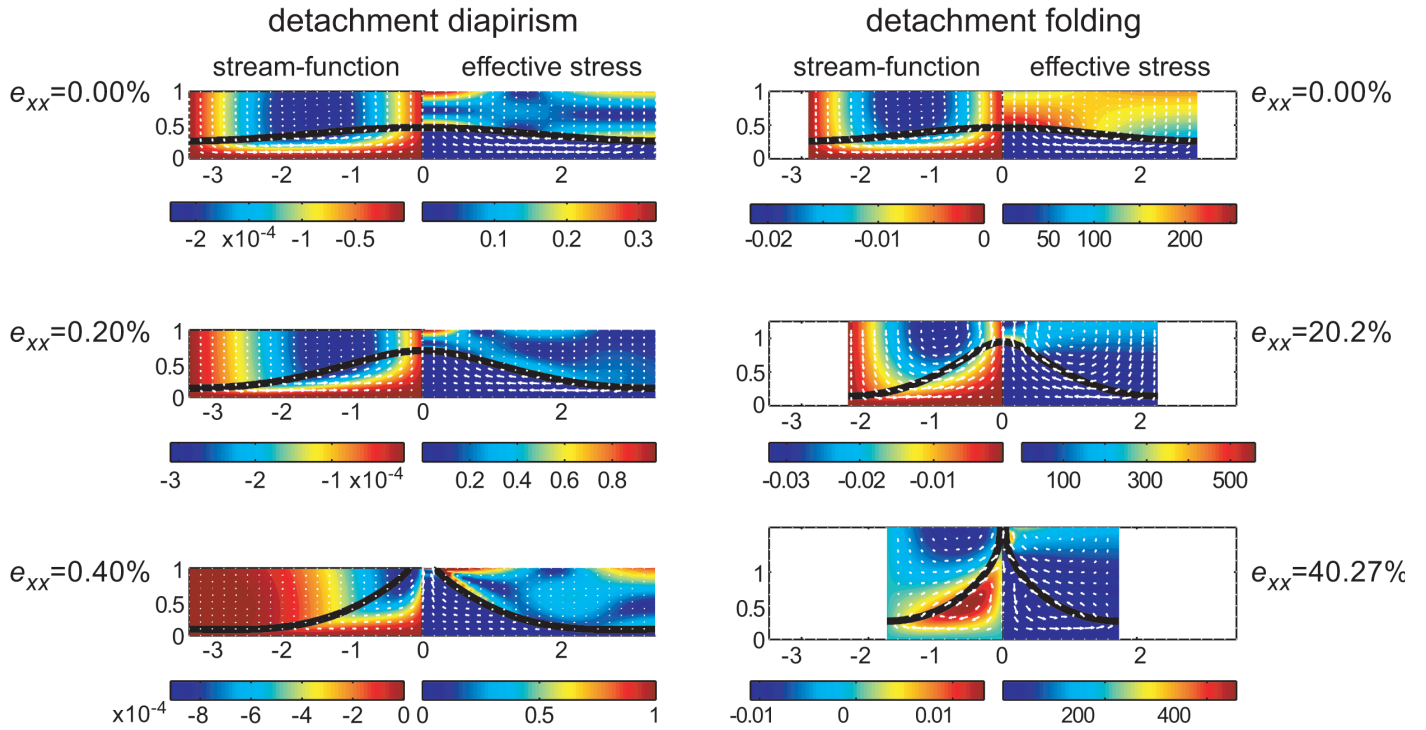 detachment diapirism detachment folding
stream-function effective stress stream-function effective stress
exx=0.00% exx=0.00%
1 0.5 0
1 0.5 0
-3 -2 -1 0 2
-3 -2 -1 0 2
-2 x10-4 -1 -0.5 0.1 0.2 0.3
-0.02 -0.01 0 50 100 200
exx=0.20% exx=20.2%
1 0.5 0
1 0.5 0
-3 -2 -1 0 2
-3 -2 -1 0 2
-3 -2 -1 x10-4 0.2 0.4 0.6 0.8
-0.03 -0.02 -0.01 100 300 500
exx=0.40% exx=40.27%
1 0.5 0
1 0.5 0
-3 -2 -1 0 2
-3 -2 -1 0 2
x10-4 -8 -6 -4 -2 0 0 0.5 1
-0.01 0 0.01 200 400